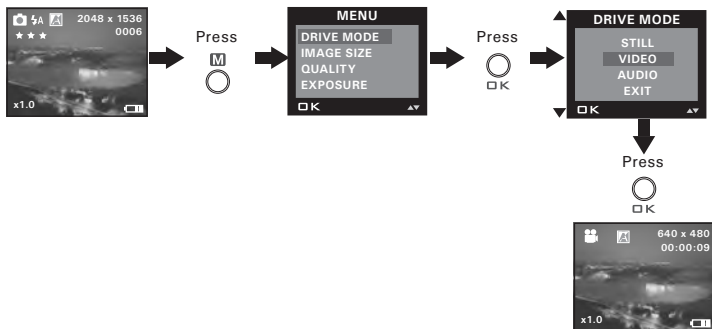 2048 x 1536
0006
x1.0
Press
M
MENU
DRIVE MODE
IMAGE SIZE
QUALITY
EXPOSURE
OK
Press
OK
DRIVE MODE
STILL
VIDEO
AUDIO
EXIT
OK
Press
OK
640 x 480
00:00:09
x1.0